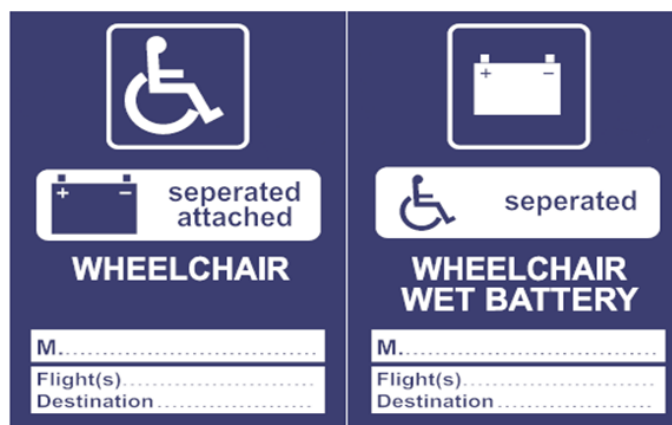 + −
seperated
attached
WHEELCHAIR
M.................................
Flight(s)........................
Destination....................
+ −
seperated
WHEELCHAIR
WET BATTERY
M.................................
Flight(s)........................
Destination....................